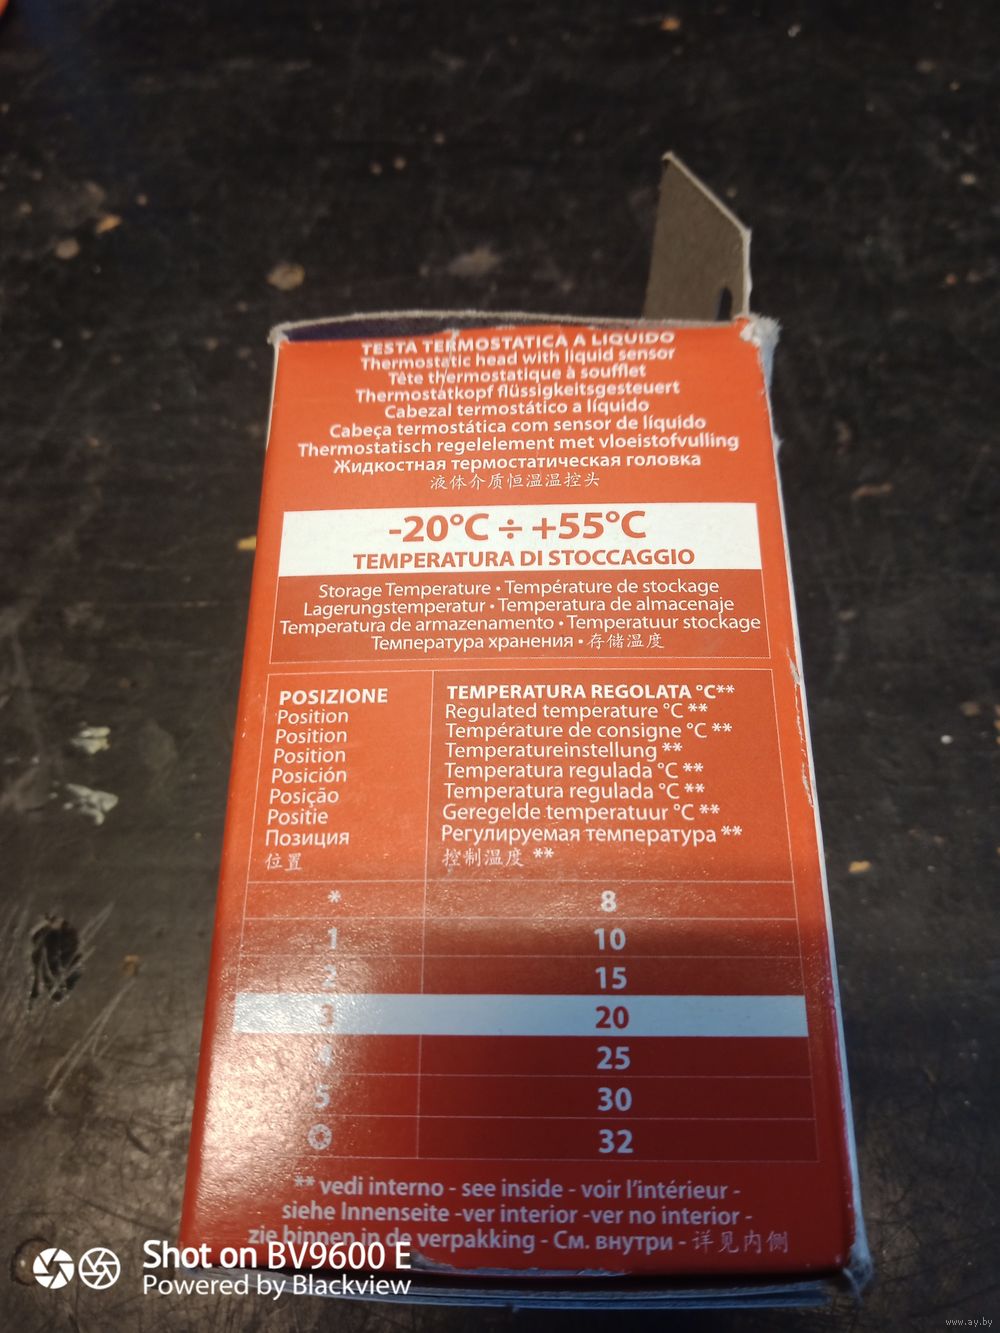 TESTA TERMOSTATICA A LIQUIDO
Thermostatic head with liquid sensor
Tête thermostatique à soufflet
Thermostatkopf flüssigkeitsgesteuert
Cabezal termostático a líquido
Cabeça termostática com sensor de líquido
Thermostatisch regelelement met vloeistofvulling
Жидкостная термостатическая головка
液体介质恒温温控头
-20°C ÷ +55°C
TEMPERATURA DI STOCCAGGIO
Storage Temperature • Température de stockage
Lagerungstemperatur • Temperatura de almacenaje
Temperatura de armazenamento • Temperatuur stockage
Температура хранения • 存储温度
POSIZIONE TEMPERATURA REGOLATA °C**
Position Regulated temperature °C **
Position Température de consigne °C **
Position Temperatureinstellung **
Posición Temperatura regulada °C **
Posição Temperatura regulada °C **
Positie Geregelde temperatuur °C **
Позиция Регулируемая температура **
位置 控制温度 **
* 8
1 10
2 15
3 20
4 25
5 30
32
** vedi interno - see inside - voir l'intérieur -
siehe Innenseite -ver interior -ver no interior -
zie binnen in de verpakking - См. внутри - 详见内侧
Shot on BV9600 E
Powered by Blackview
www.ay.by